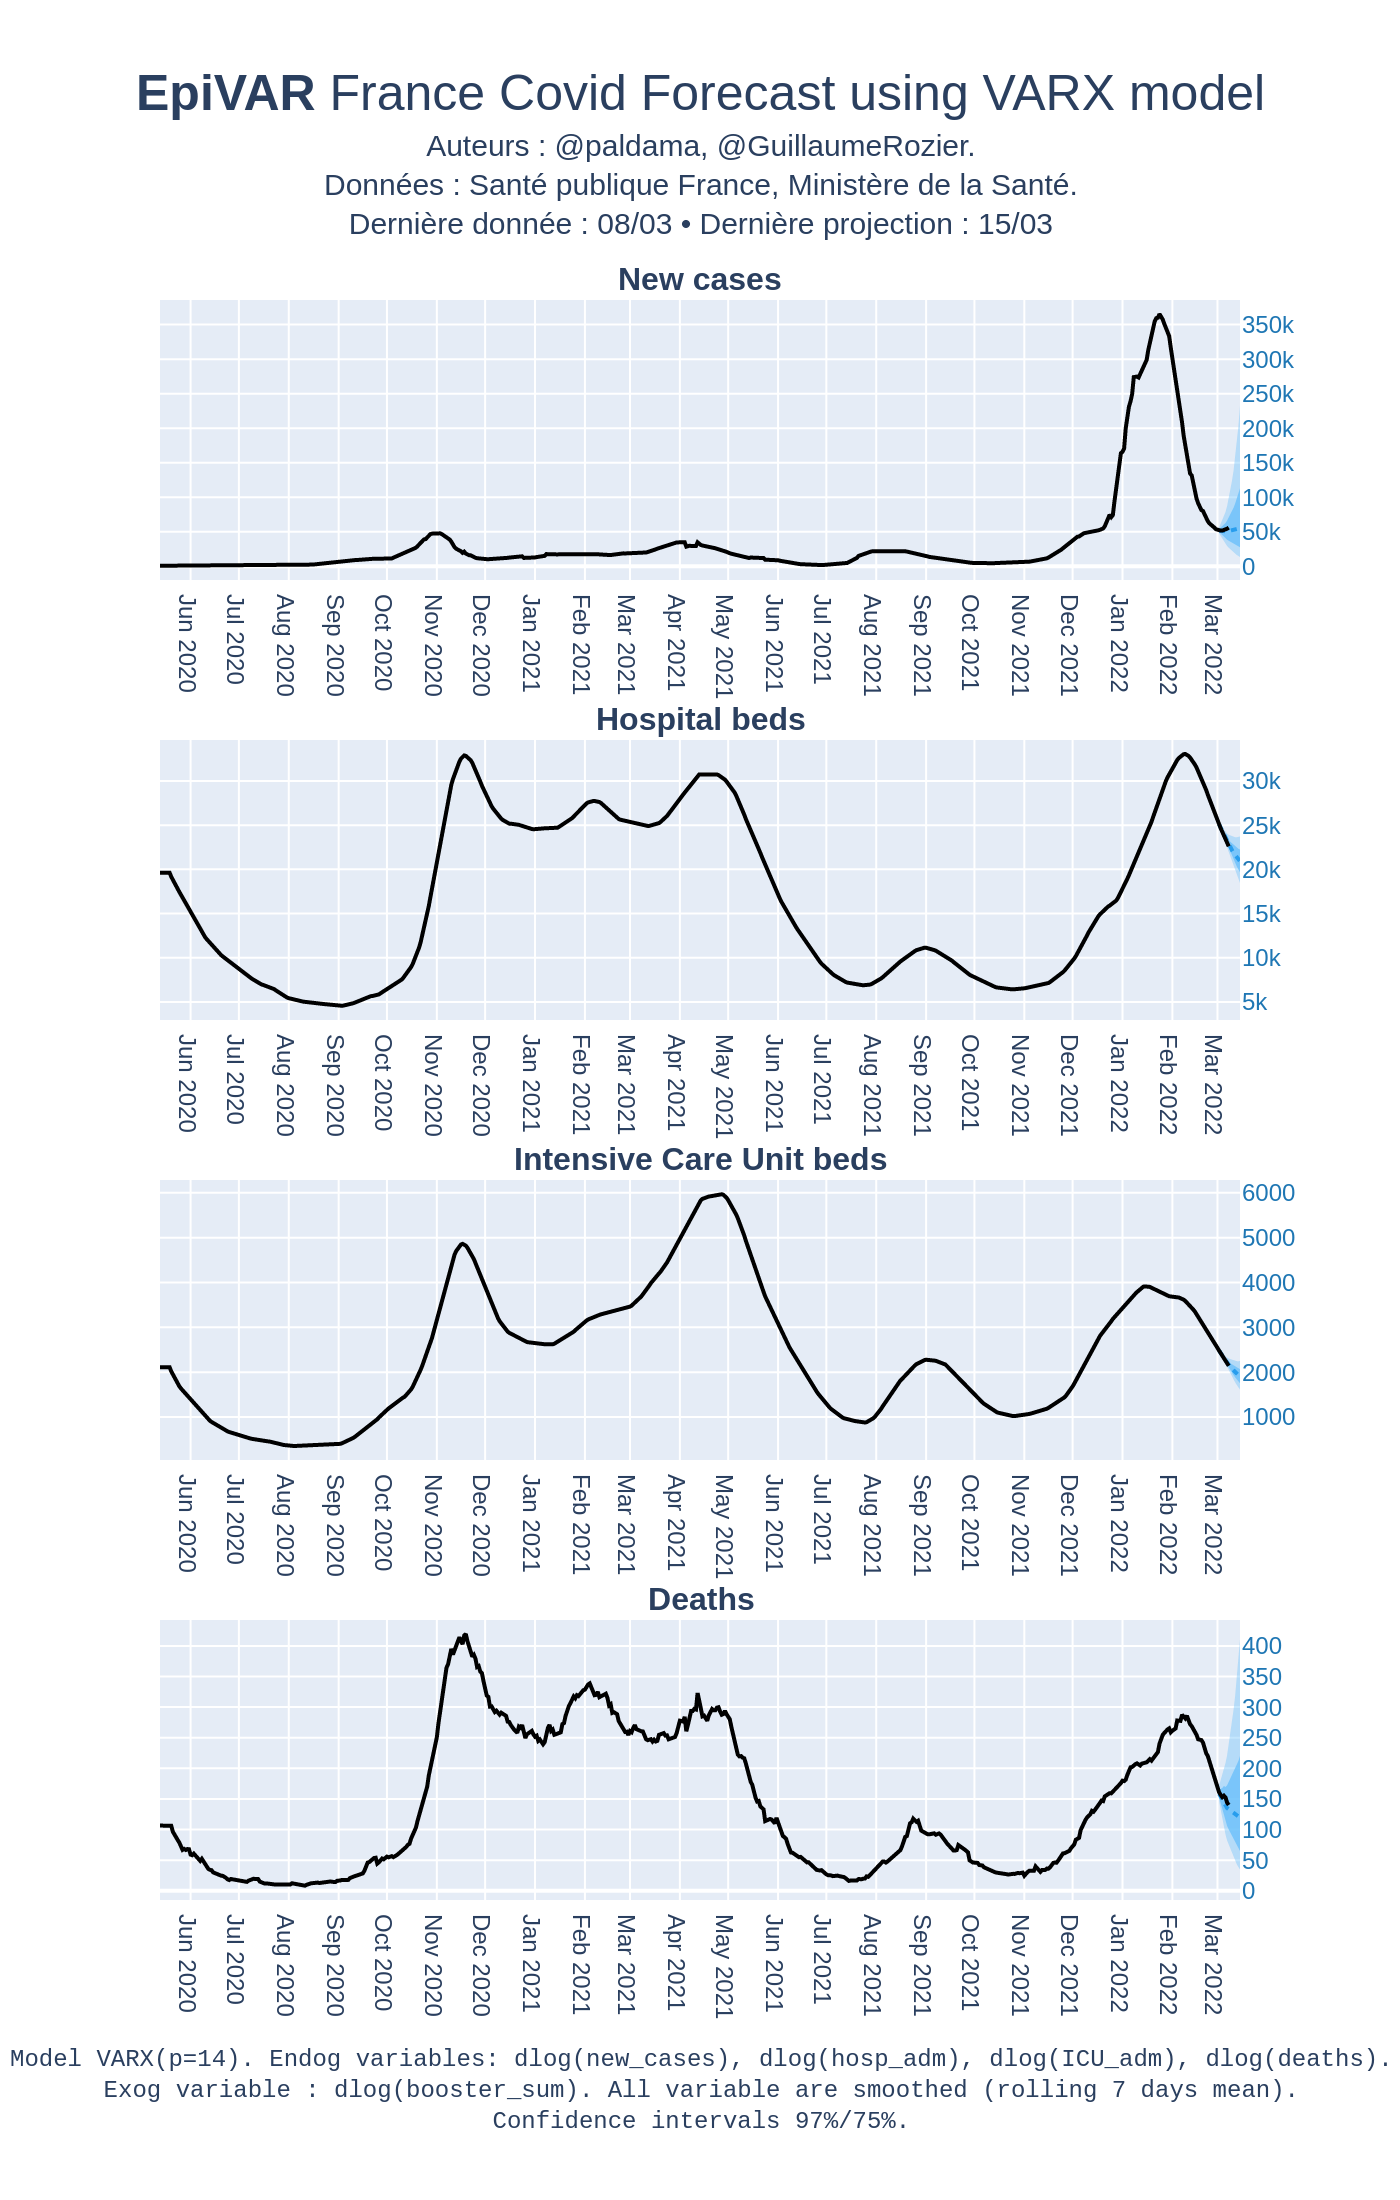 EpiVAR France Covid Forecast using VARX model
Auteurs : @paldama, @GuillaumeRozier.
Données : Santé publique France, Ministère de la Santé.
Dernière donnée : 08/03 • Dernière projection : 15/03
New cases
350k
300k
250k
200k
150k
100k
50k
0
Jun 2020
Jul 2020
Aug 2020
Sep 2020
Oct 2020
Nov 2020
Dec 2020
Jan 2021
Feb 2021
Mar 2021
Apr 2021
May 2021
Jun 2021
Jul 2021
Aug 2021
Sep 2021
Oct 2021
Nov 2021
Dec 2021
Jan 2022
Feb 2022
Mar 2022
Hospital beds
30k
25k
20k
15k
10k
5k
Jun 2020
Jul 2020
Aug 2020
Sep 2020
Oct 2020
Nov 2020
Dec 2020
Jan 2021
Feb 2021
Mar 2021
Apr 2021
May 2021
Jun 2021
Jul 2021
Aug 2021
Sep 2021
Oct 2021
Nov 2021
Dec 2021
Jan 2022
Feb 2022
Mar 2022
Intensive Care Unit beds
6000
5000
4000
3000
2000
1000
Jun 2020
Jul 2020
Aug 2020
Sep 2020
Oct 2020
Nov 2020
Dec 2020
Jan 2021
Feb 2021
Mar 2021
Apr 2021
May 2021
Jun 2021
Jul 2021
Aug 2021
Sep 2021
Oct 2021
Nov 2021
Dec 2021
Jan 2022
Feb 2022
Mar 2022
Deaths
400
350
300
250
200
150
100
50
0
Jun 2020
Jul 2020
Aug 2020
Sep 2020
Oct 2020
Nov 2020
Dec 2020
Jan 2021
Feb 2021
Mar 2021
Apr 2021
May 2021
Jun 2021
Jul 2021
Aug 2021
Sep 2021
Oct 2021
Nov 2021
Dec 2021
Jan 2022
Feb 2022
Mar 2022
Model VARX(p=14). Endog variables: dlog(new_cases), dlog(hosp_adm), dlog(ICU_adm), dlog(deaths).
Exog variable : dlog(booster_sum). All variable are smoothed (rolling 7 days mean).
Confidence intervals 97%/75%.